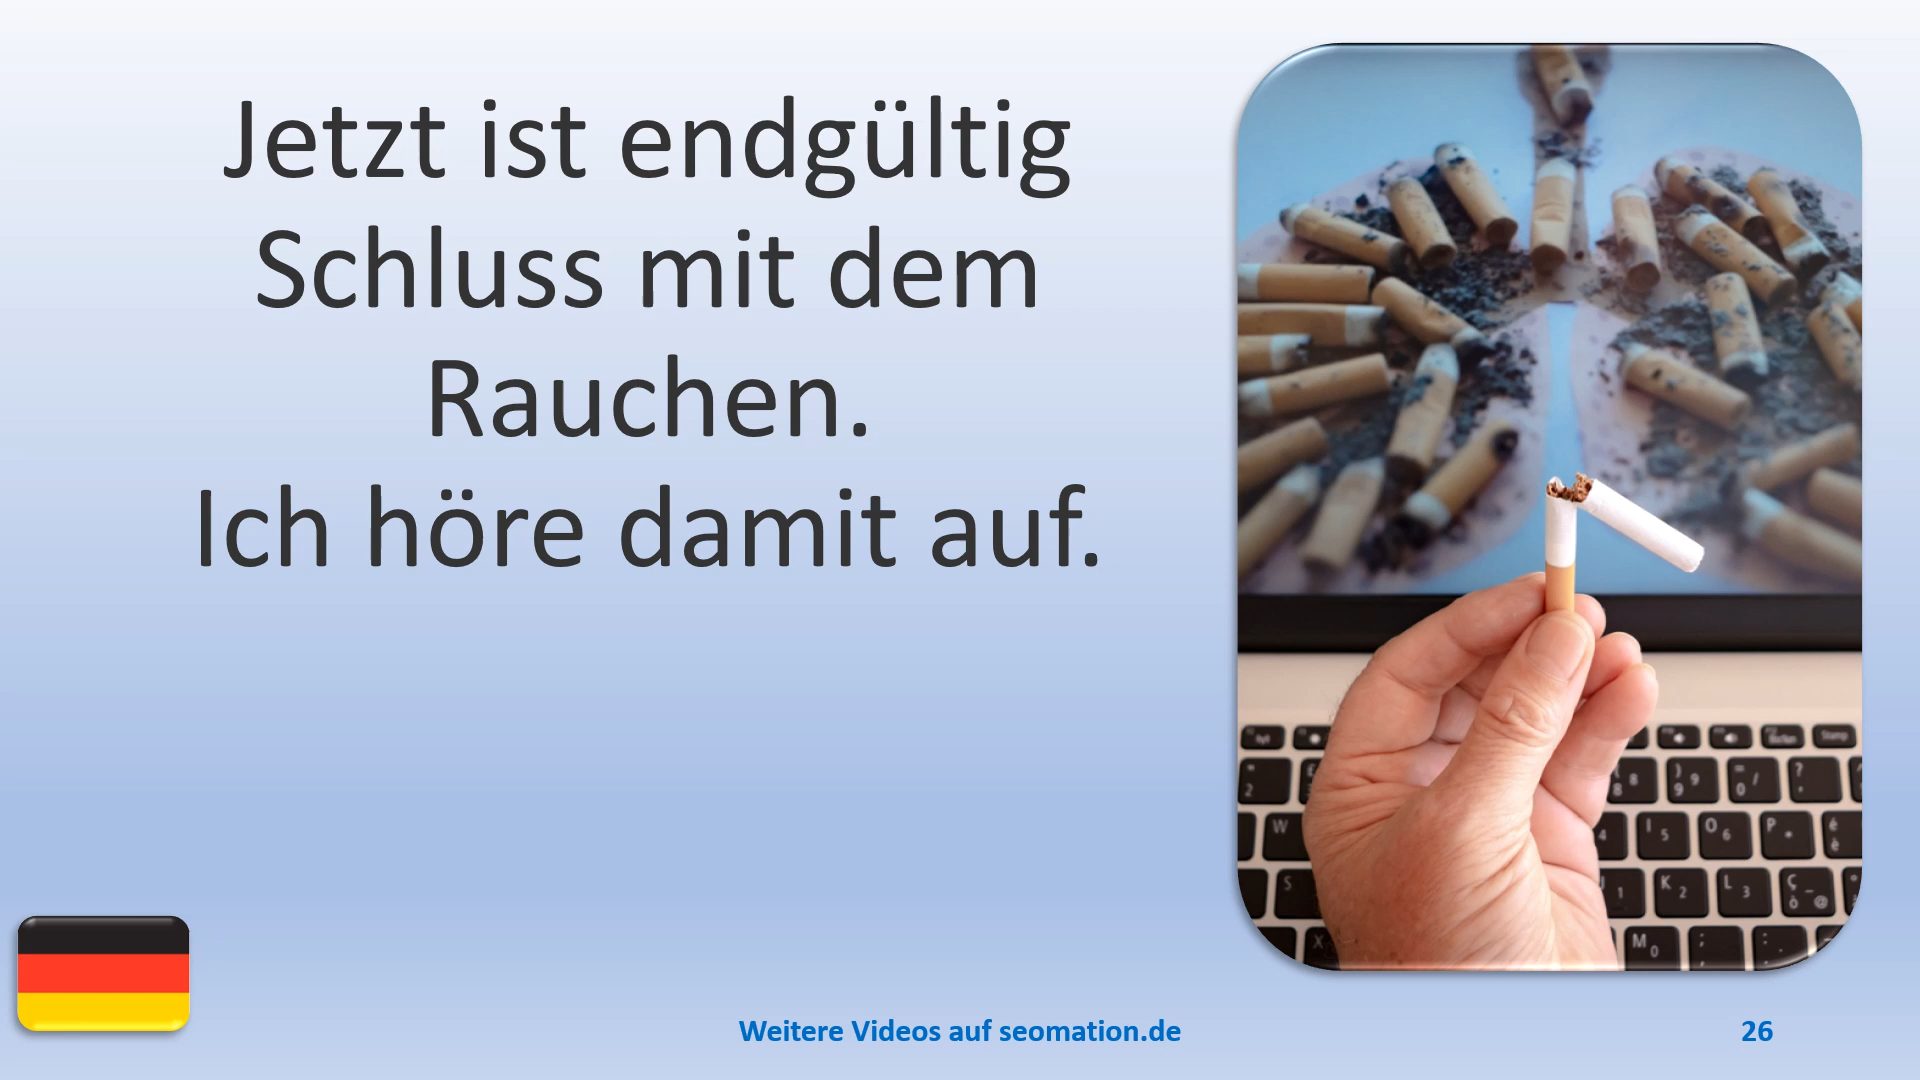 Jetzt ist endgültig
Schluss mit dem
Rauchen.
Ich höre damit auf.
Weitere Videos auf seomation.de
26